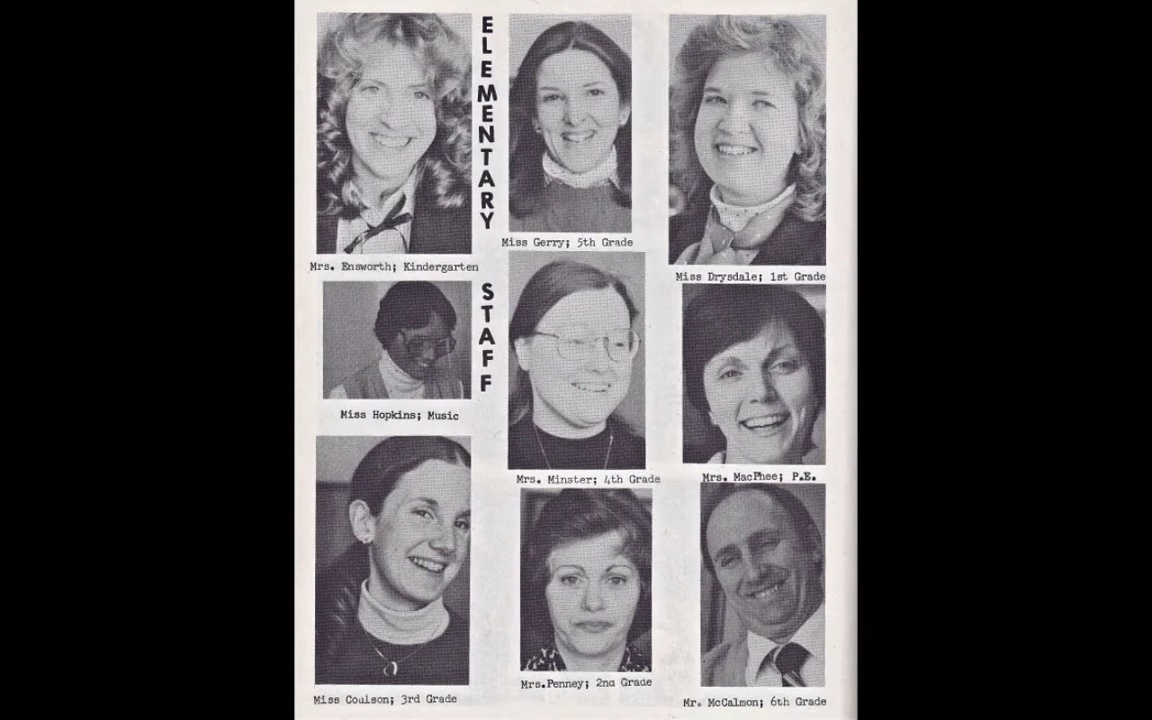 ELEMENTARY
STAFF
Mrs. Ensworth; Kindergarten
Miss Gerry; 5th Grade
Miss Drysdale; 1st Grade
Miss Hopkins; Music
Mrs. Minster; 4th Grade
Mrs. MacPhee; P.E.
Miss Coulson; 3rd Grade
Mrs.Penney; 2nd Grade
Mr. McCalmon; 6th Grade